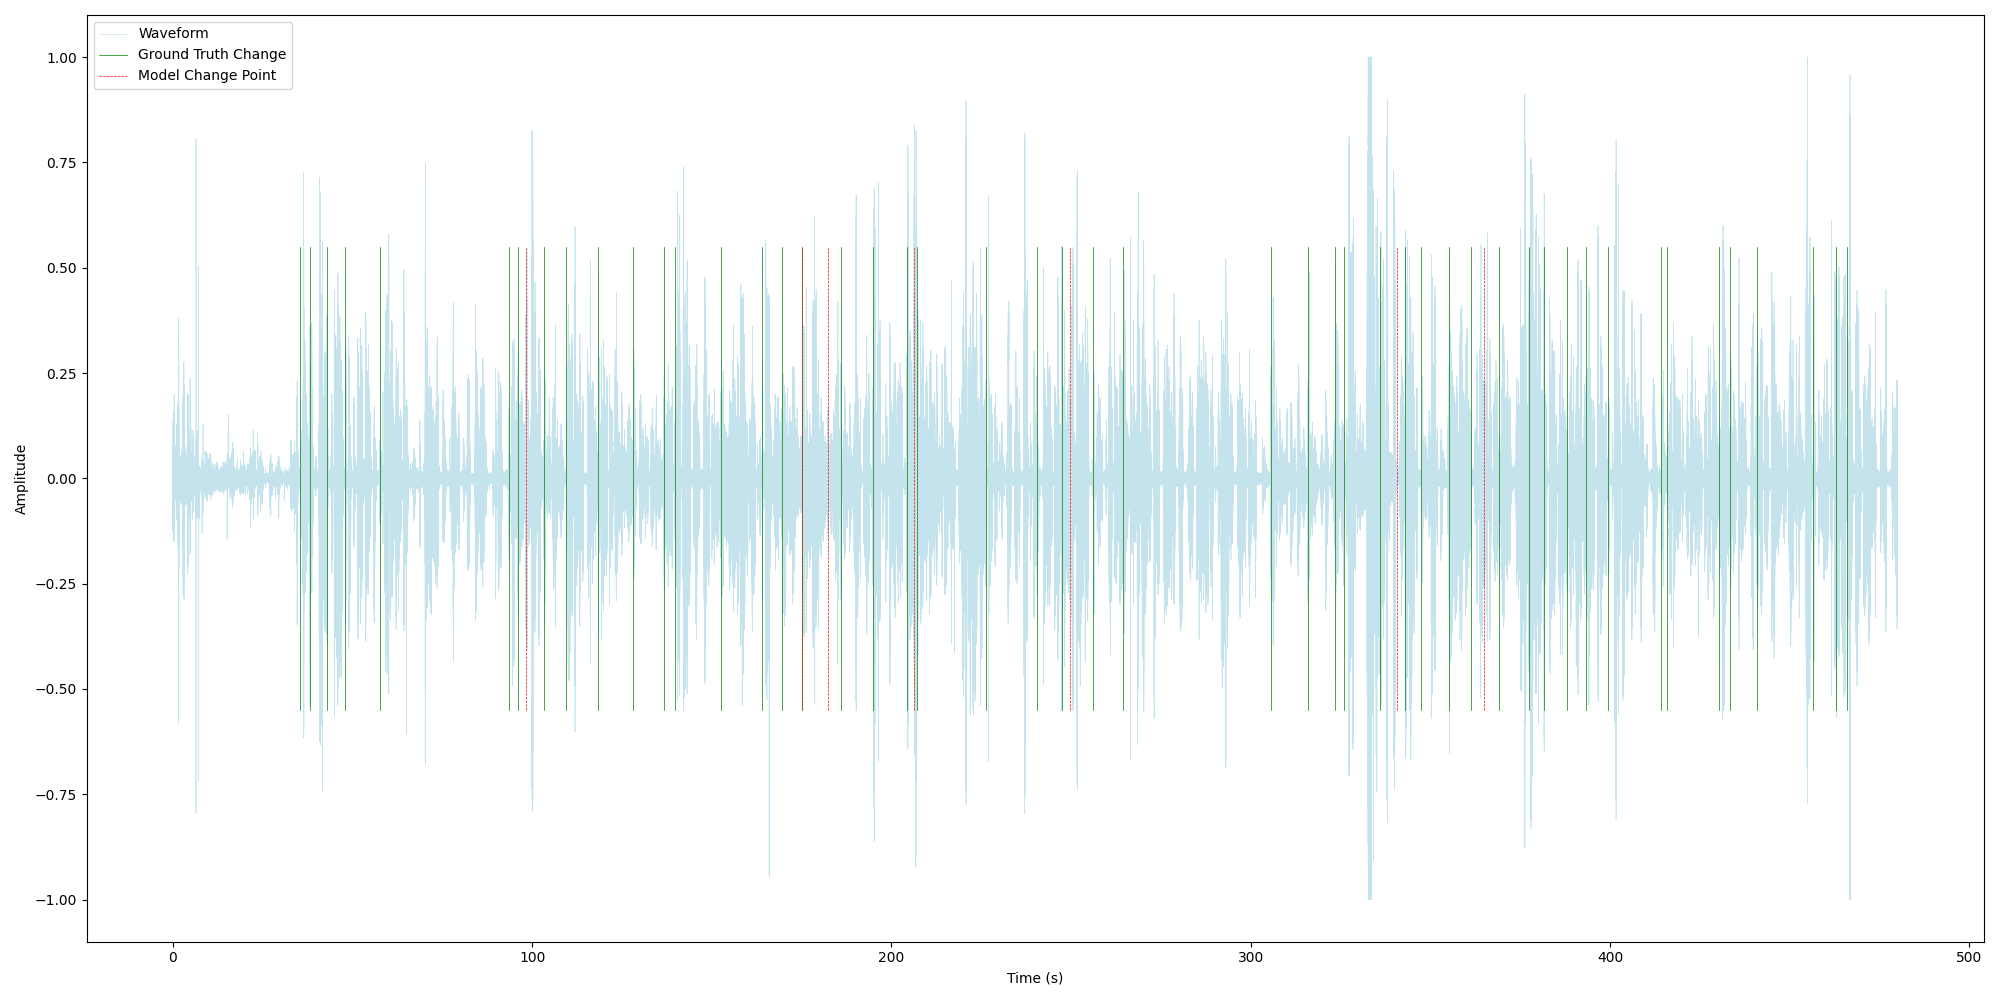 Waveform
Ground Truth Change
Model Change Point
1.00
0.75
0.50
0.25
0.00
−0.25
−0.50
−0.75
−1.00
Amplitude
0 100 200 300 400 500
Time (s)